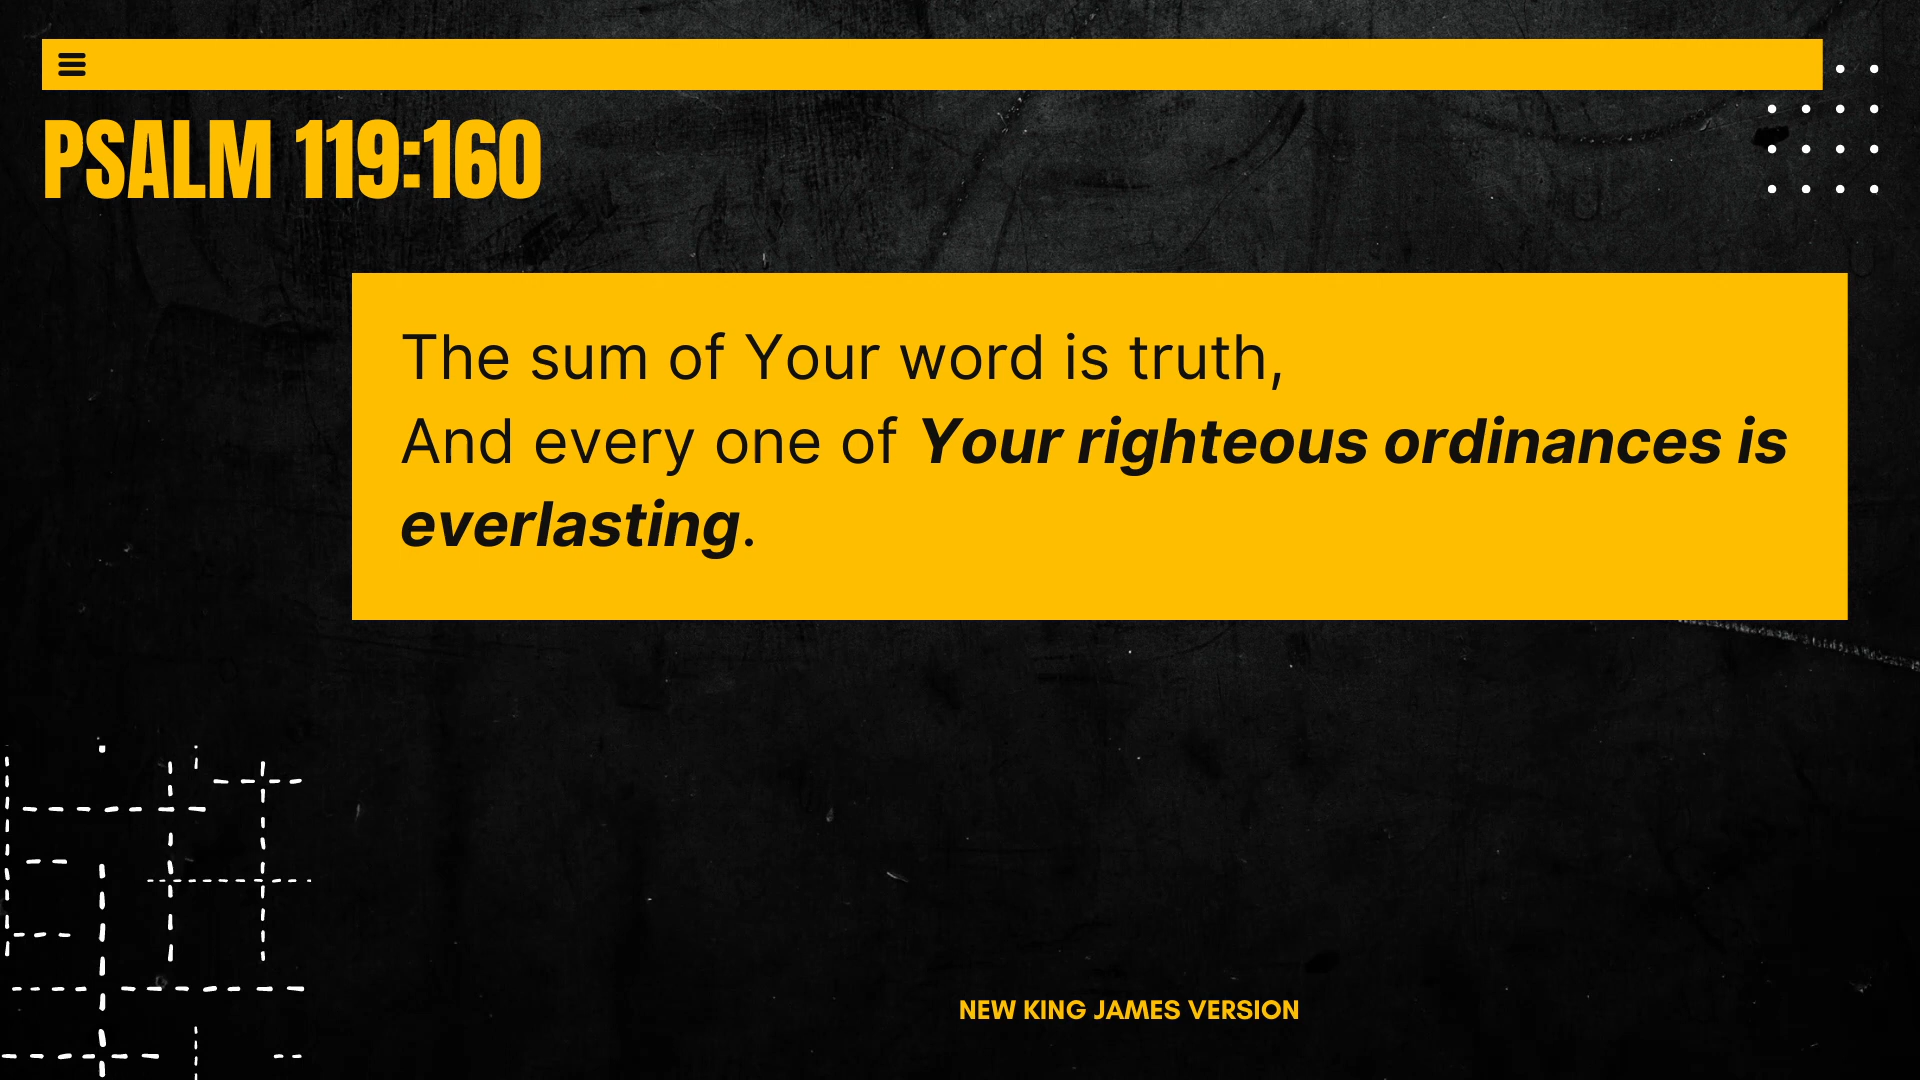 PSALM 119:160
The sum of Your word is truth,
And every one of Your righteous ordinances is
everlasting.
NEW KING JAMES VERSION